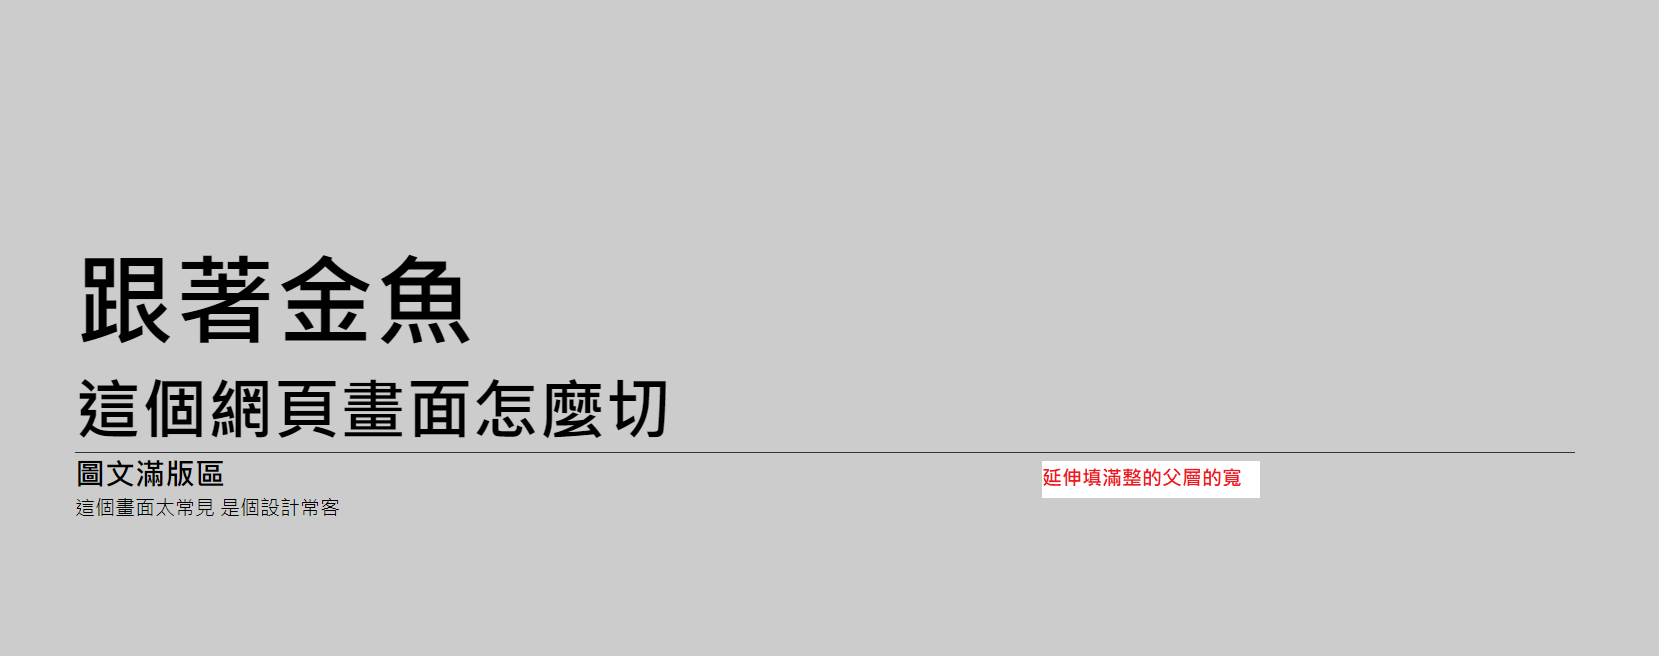 跟著金魚
這個網頁畫面怎麼切
圖文滿版區
這個畫面太常見 是個設計常客
延伸填滿整的父層的寬